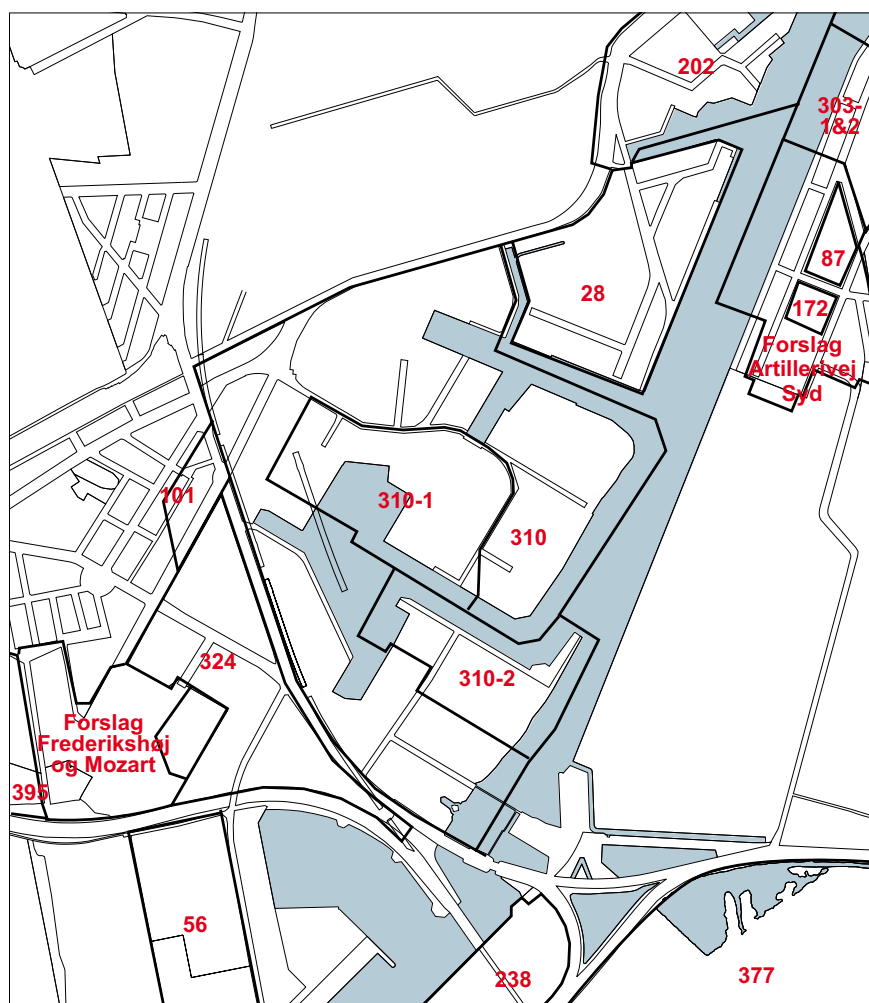 202
303-
1&2
87
28
172
Forslag
Artillerivej
Syd
101
310-1
310
324
310-2
Forslag
Frederikshøj
og Mozart
395
56
238
377